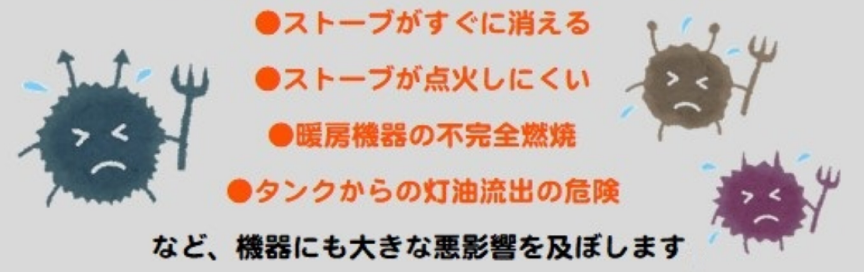 ●ストーブがすぐに消える
●ストーブが点火しにくい
●暖房機器の不完全燃焼
●タンクからの灯油流出の危険
など、機器にも大きな悪影響を及ぼします